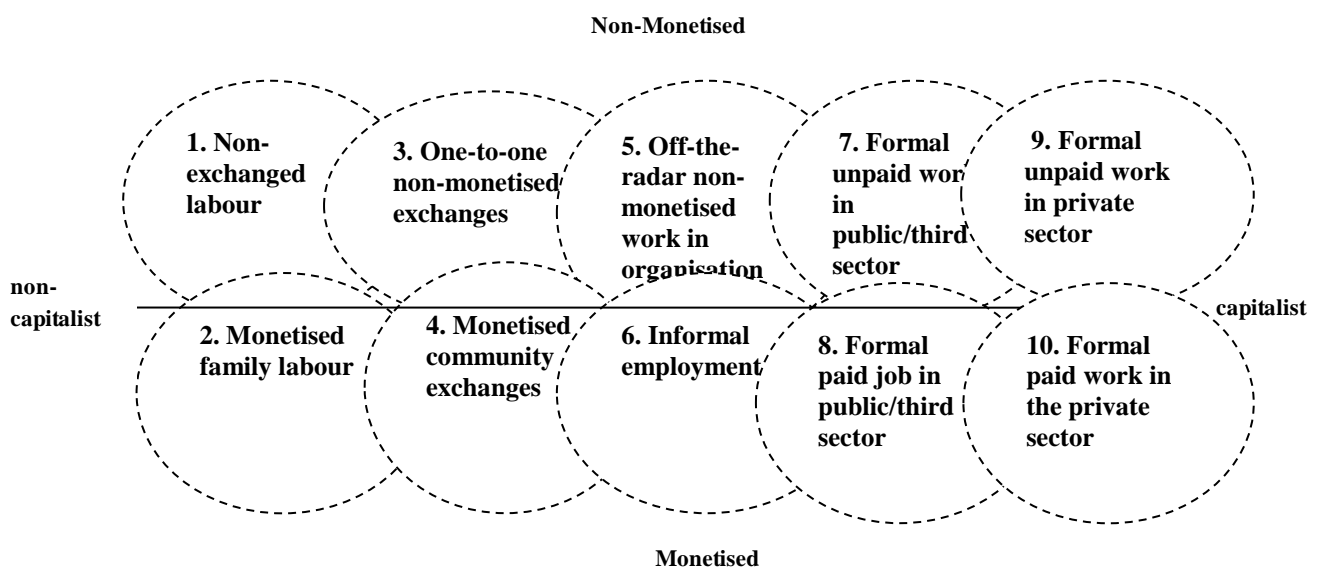 Non-Monetised
1. Non-
exchanged
labour
3. One-to-one
non-monetised
exchanges
5. Off-the-
radar non-
monetised
work in
organisation
7. Formal
unpaid wor
in
public/third
sector
9. Formal
unpaid work
in private
sector
non-
capitalist
capitalist
2. Monetised
family labour
4. Monetised
community
exchanges
6. Informal
employment
8. Formal
paid job in
public/third
sector
10. Formal
paid work in
the private
sector
Monetised